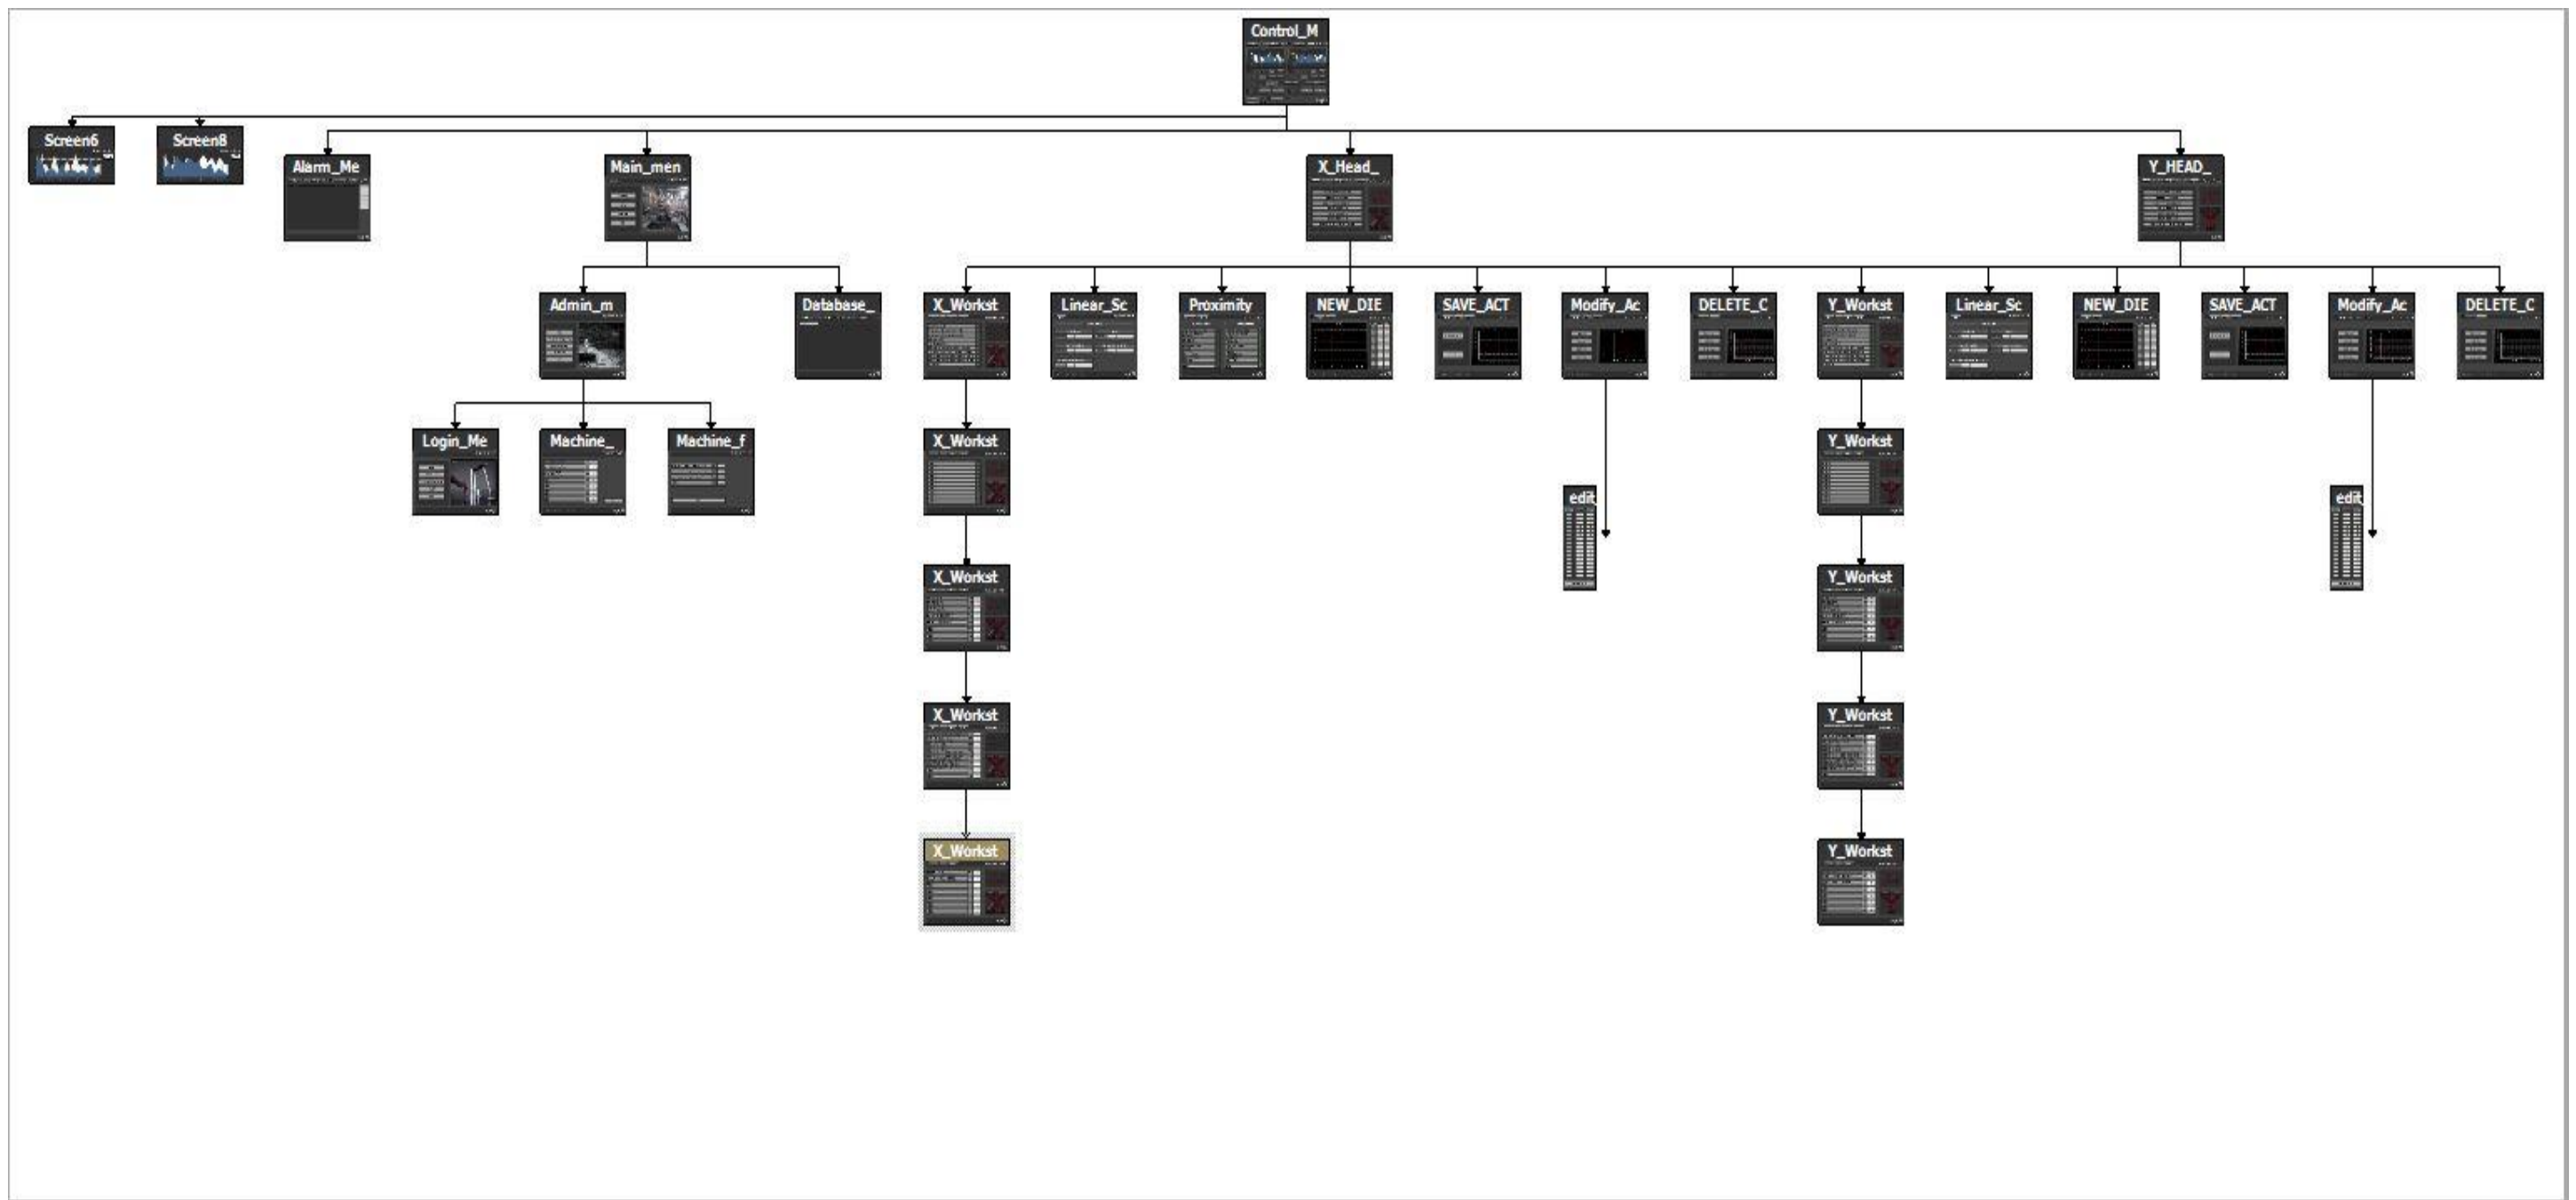 Control_M
Screen6
Screen8
Alarm_Me
Main_men
X_Head_
Y_HEAD_
Admin_m
Database_
X_Workst
Linear_Sc
Proximity
NEW_DIE
SAVE_ACT
Modify_Ac
DELETE_C
Y_Workst
Linear_Sc
NEW_DIE
SAVE_ACT
Modify_Ac
DELETE_C
Login_Me
Machine_
Machine_f
X_Workst
Y_Workst
edit
edit
X_Workst
Y_Workst
X_Workst
Y_Workst
X_Workst
Y_Workst